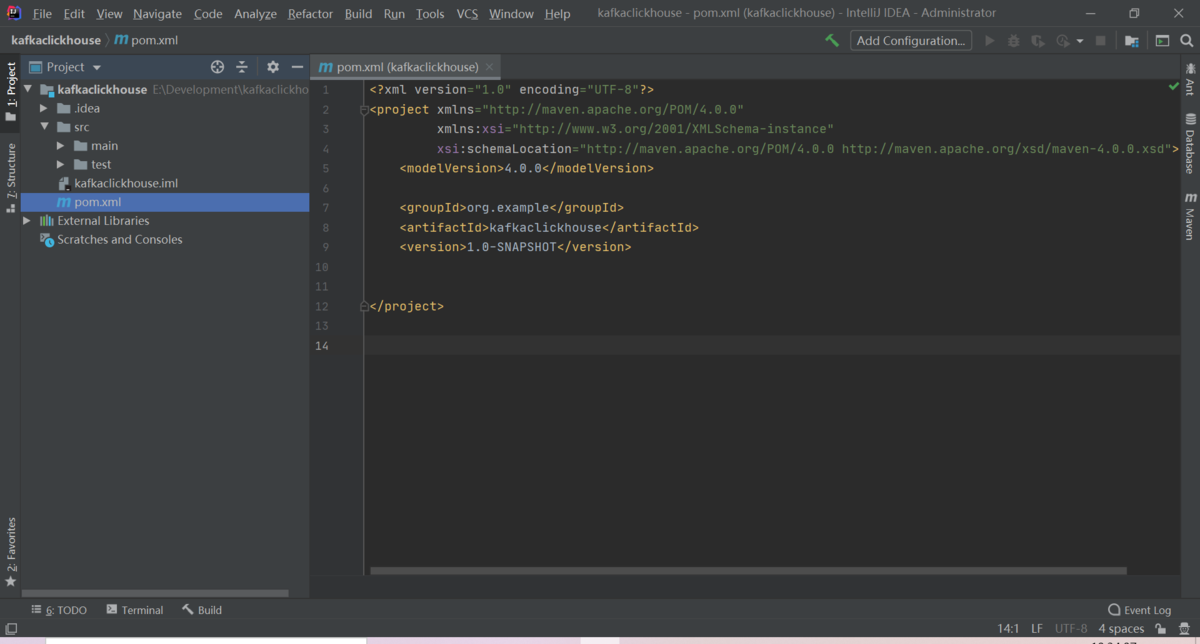 File Edit View Navigate Code Analyze Refactor Build Run Tools VCS Window Help kafkaclickhouse - pom.xml (kafkaclickhouse) - IntelliJ IDEA - Administrator
kafkaclickhouse m pom.xml Add Configuration...
1: Project
Project
m pom.xml (kafkaclickhouse)
kafkaclickhouse E:\Development\kafkaclickho
.idea
src
main
test
kafkaclickhouse.iml
m pom.xml
External Libraries
Scratches and Consoles
1 <?xml version="1.0" encoding="UTF-8"?>
2 <project xmlns="http://maven.apache.org/POM/4.0.0"
3 xmlns:xsi="http://www.w3.org/2001/XMLSchema-instance"
4 xsi:schemaLocation="http://maven.apache.org/POM/4.0.0 http://maven.apache.org/xsd/maven-4.0.0.xsd">
5 <modelVersion>4.0.0</modelVersion>
6
7 <groupId>org.example</groupId>
8 <artifactId>kafkaclickhouse</artifactId>
9 <version>1.0-SNAPSHOT</version>
10
11
12 </project>
13
14
Ant
Database
m Maven
7: Structure
2: Favorites
6: TODO Terminal Build Event Log
14:1 LF UTF-8 4 spaces